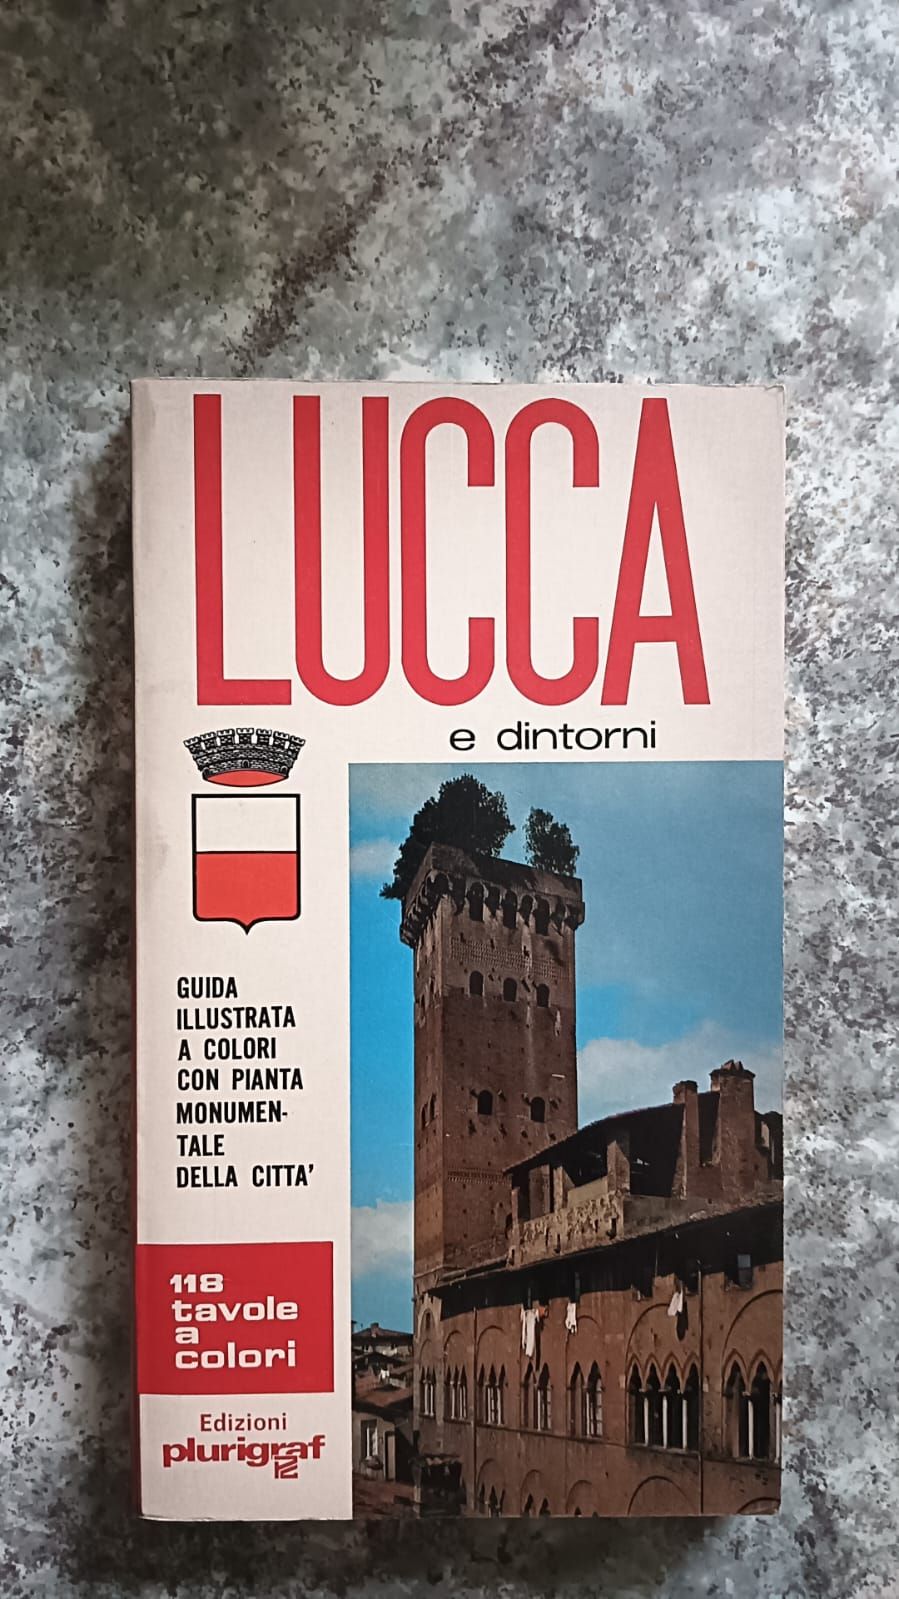 LUCCA
e dintorni
GUIDA
ILLUSTRATA
A COLORI
CON PIANTA
MONUMEN-
TALE
DELLA CITTA'
118
tavole
a
colori
Edizioni
plurigraf